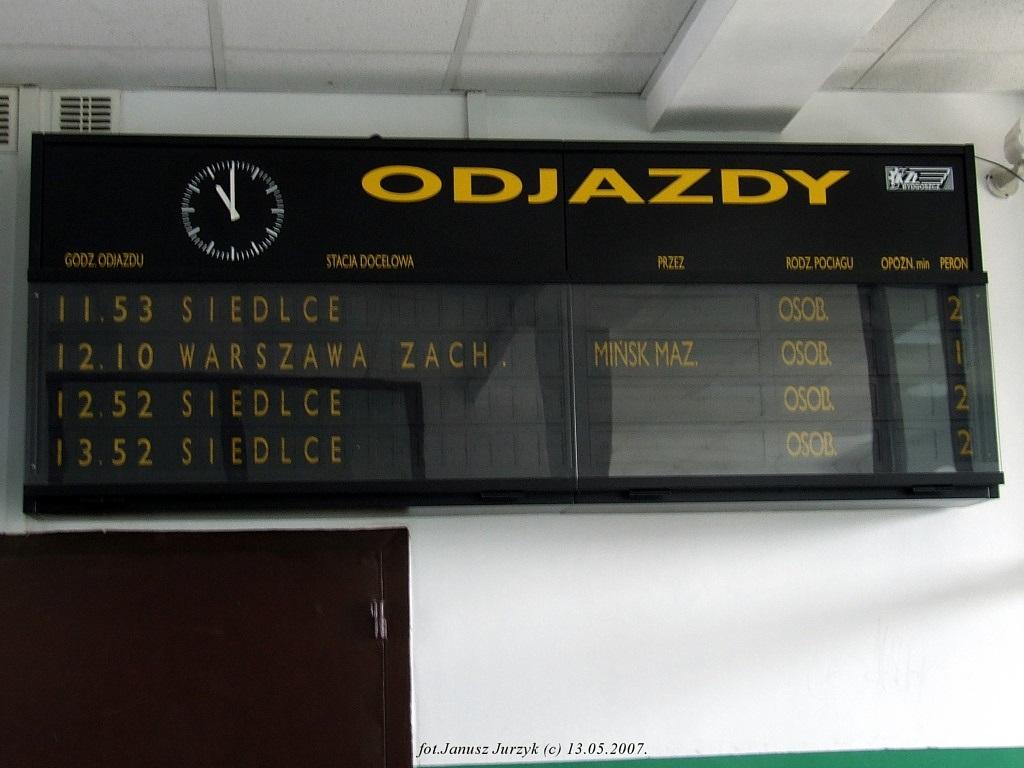 ODJAZDY
BYDGOSZCZ
GODZ. ODJAZDU STACJA DOCELOWA PRZEZ RODZ. POCIĄGU OPÓŹN. min PERON
11.53 SIEDLCE OSOB. 2
12.10 WARSZAWA ZACH. MIŃSK MAZ. OSOB. 1
12.52 SIEDLCE OSOB. 2
13.52 SIEDLCE OSOB. 2
fot.Janusz Jurzyk (c) 13.05.2007.